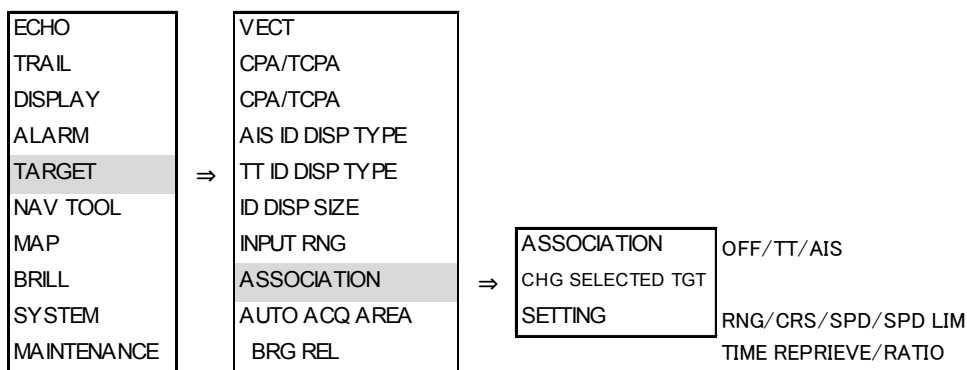 ECHO
TRAIL
DISPLAY
ALARM
TARGET
NAV TOOL
MAP
BRILL
SYSTEM
MAINTENANCE
⇒
VECT
CPA/TCPA
CPA/TCPA
AIS ID DISP TYPE
TT ID DISP TYPE
ID DISP SIZE
INPUT RNG
ASSOCIATION
AUTO ACQ AREA
BRG REL
⇒
ASSOCIATION OFF/TT/AIS
CHG SELECTED TGT
SETTING RNG/CRS/SPD/SPD LIM
TIME REPRIEVE/RATIO